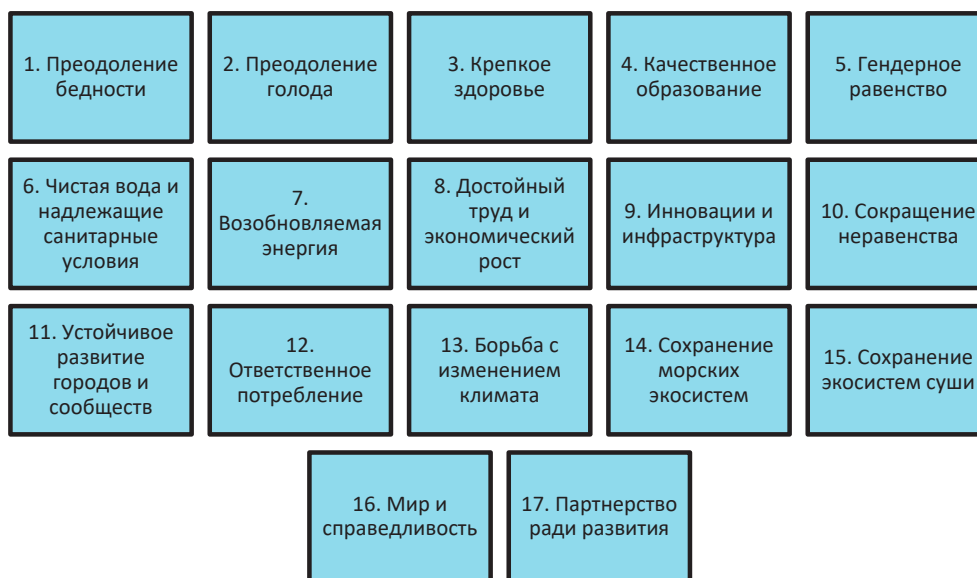 1. Преодоление
бедности
2. Преодоление
голода
3. Крепкое
здоровье
4. Качественное
образование
5. Гендерное
равенство
6. Чистая вода и
надлежащие
санитарные
условия
7.
Возобновляемая
энергия
8. Достойный
труд и
экономический
рост
9. Инновации и
инфраструктура
10. Сокращение
неравенства
11. Устойчивое
развитие
городов и
сообществ
12.
Ответственное
потребление
13. Борьба с
изменением
климата
14. Сохранение
морских
экосистем
15. Сохранение
экосистем суши
16. Мир и
справедливость
17. Партнерство
ради развития